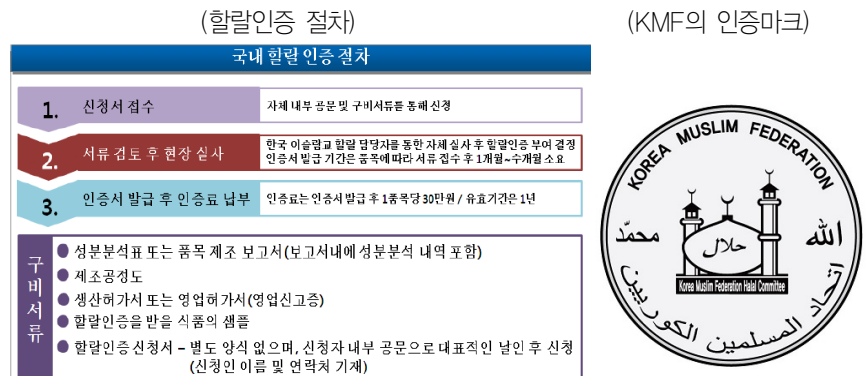 (할랄인증 절차)
(KMF의 인증마크)
국내 할랄 인증 절차
1. 신청서 접수
자체 내부 공문 및 구비서류를 통해 신청
2. 서류 검토 후 현장 실사
한국 이슬람교 할랄 담당자를 통한 자체 실사 후 할랄인증 부여 결정
인증서 발급 기간은 품목에 따라 서류 접수 후 1개월~수개월 소요
3. 인증서 발급 후 인증료 납부
인증료는 인증서 발급 후 1품목당 30만원 / 유효기간은 1년
구비서류
● 성분분석표 또는 품목 제조 보고서(보고서내에 성분분석 내역 포함)
● 제조공정도
● 생산허가서 또는 영업허가서(영업신고증)
● 할랄인증을 받을 식품의 샘플
● 할랄인증 신청서 – 별도 양식 없으며, 신청자 내부 공문으로 대표적인 날인 후 신청
(신청인 이름 및 연락처 기재)
KOREA MUSLIM FEDERATION
محمّد
حلال
الله
Korea Muslim Federation Halal Committee
اتحاد المسلمين الكوريين